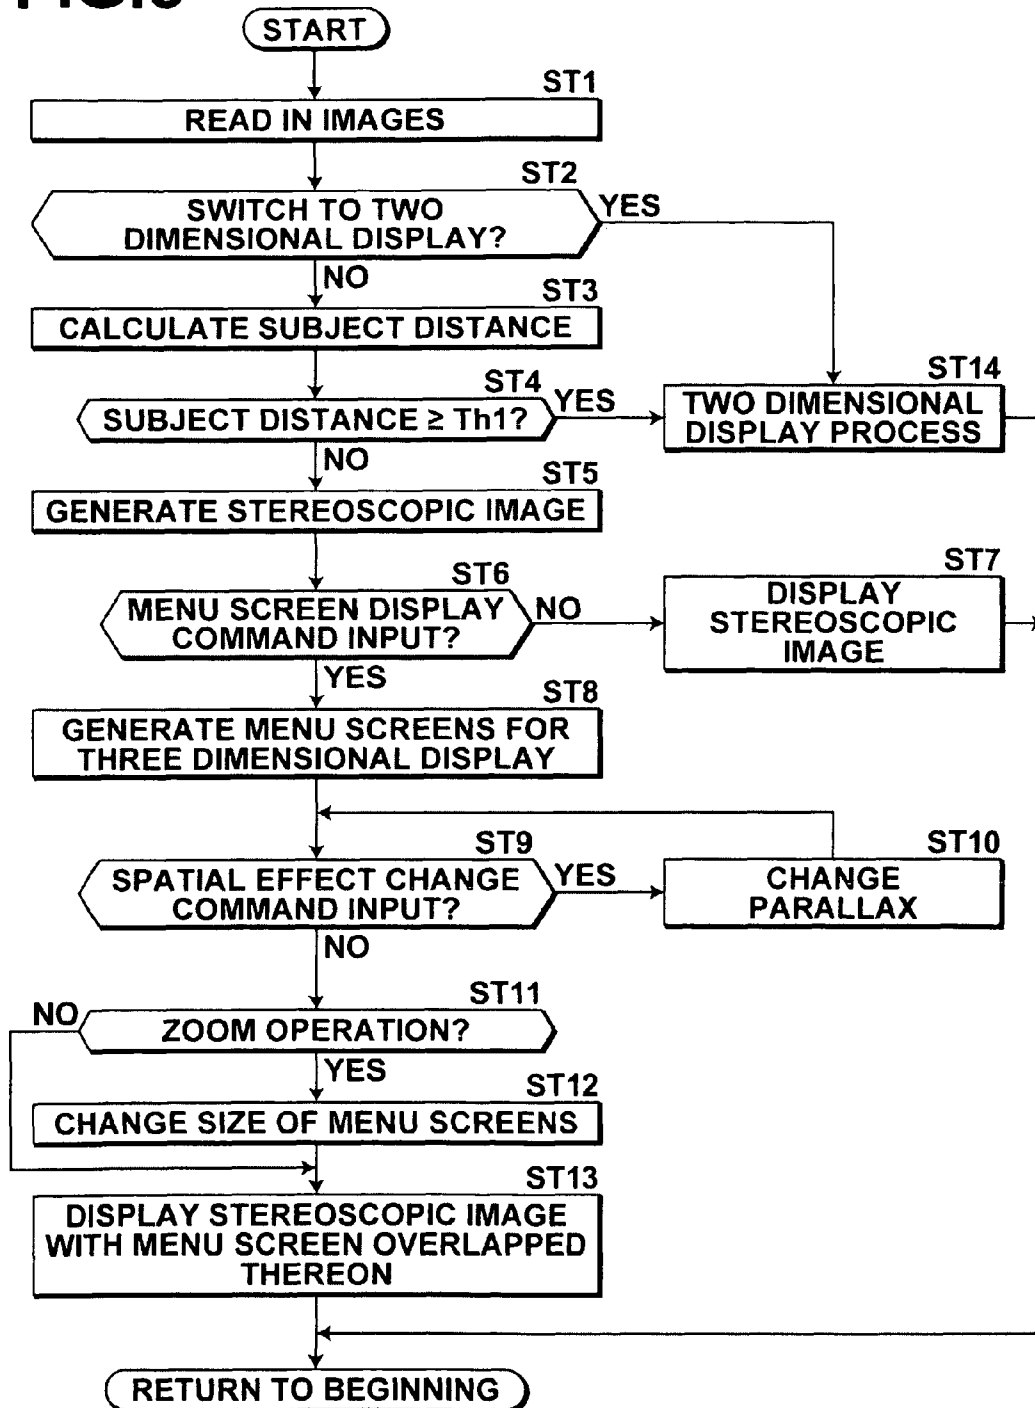 START
ST1
READ IN IMAGES
ST2
SWITCH TO TWO
DIMENSIONAL DISPLAY?
YES
NO
ST3
CALCULATE SUBJECT DISTANCE
ST4
SUBJECT DISTANCE ≥ Th1?
YES
ST14
TWO DIMENSIONAL
DISPLAY PROCESS
NO
ST5
GENERATE STEREOSCOPIC IMAGE
ST6
MENU SCREEN DISPLAY
COMMAND INPUT?
NO
ST7
DISPLAY
STEREOSCOPIC
IMAGE
YES
ST8
GENERATE MENU SCREENS FOR
THREE DIMENSIONAL DISPLAY
ST9
SPATIAL EFFECT CHANGE
COMMAND INPUT?
YES
ST10
CHANGE
PARALLAX
NO
ST11
NO
ZOOM OPERATION?
YES
ST12
CHANGE SIZE OF MENU SCREENS
ST13
DISPLAY STEREOSCOPIC IMAGE
WITH MENU SCREEN OVERLAPPED
THEREON
RETURN TO BEGINNING